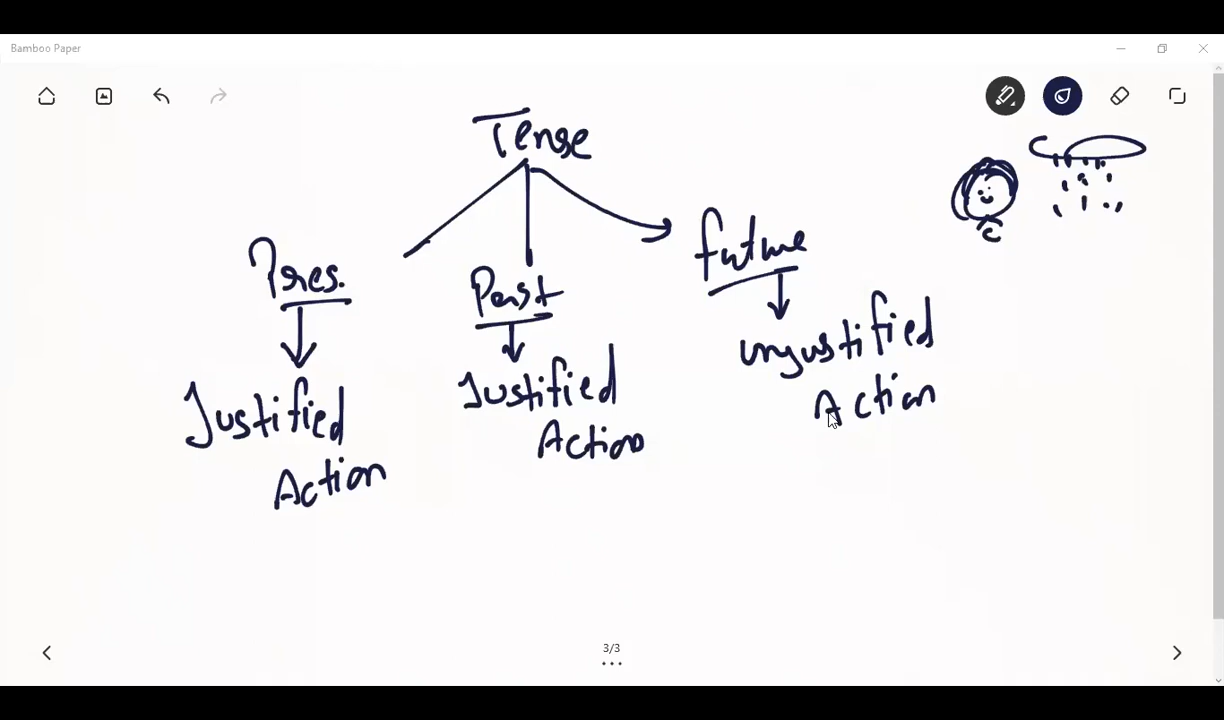 Bamboo Paper
Tense
Pres.
Past
future
Justified
Action
Justified
Action
unjustified
Action
3/3